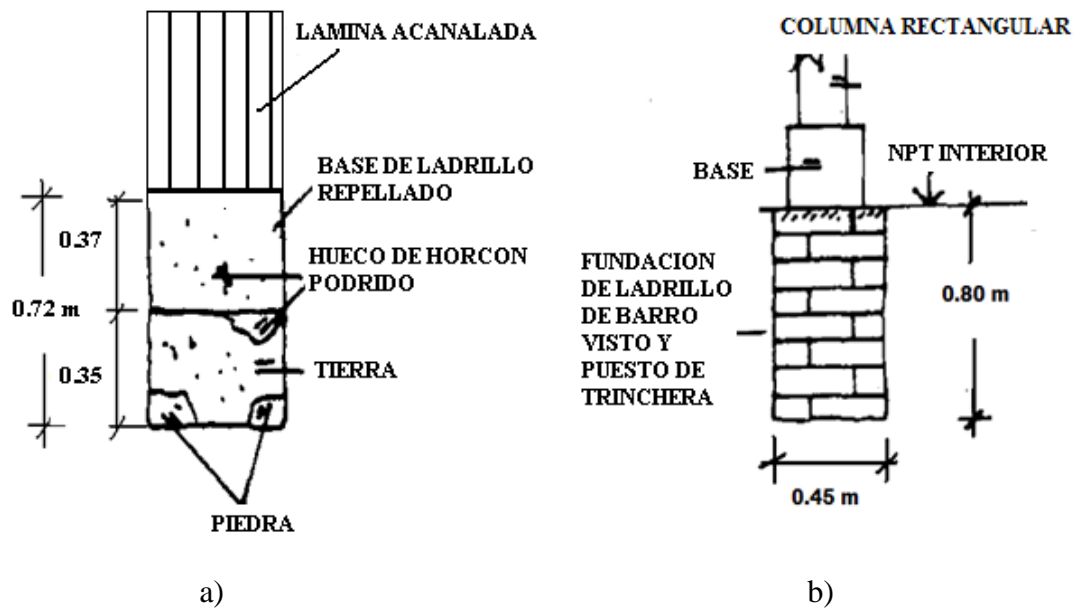 LAMINA ACANALADA
BASE DE LADRILLO
REPELLADO
0.37
HUECO DE HORCON
PODRIDO
0.72 m
0.35
TIERRA
PIEDRA
a)
COLUMNA RECTANGULAR
BASE
NPT INTERIOR
FUNDACION
DE LADRILLO
DE BARRO
VISTO Y
PUESTO DE
TRINCHERA
0.80 m
0.45 m
b)